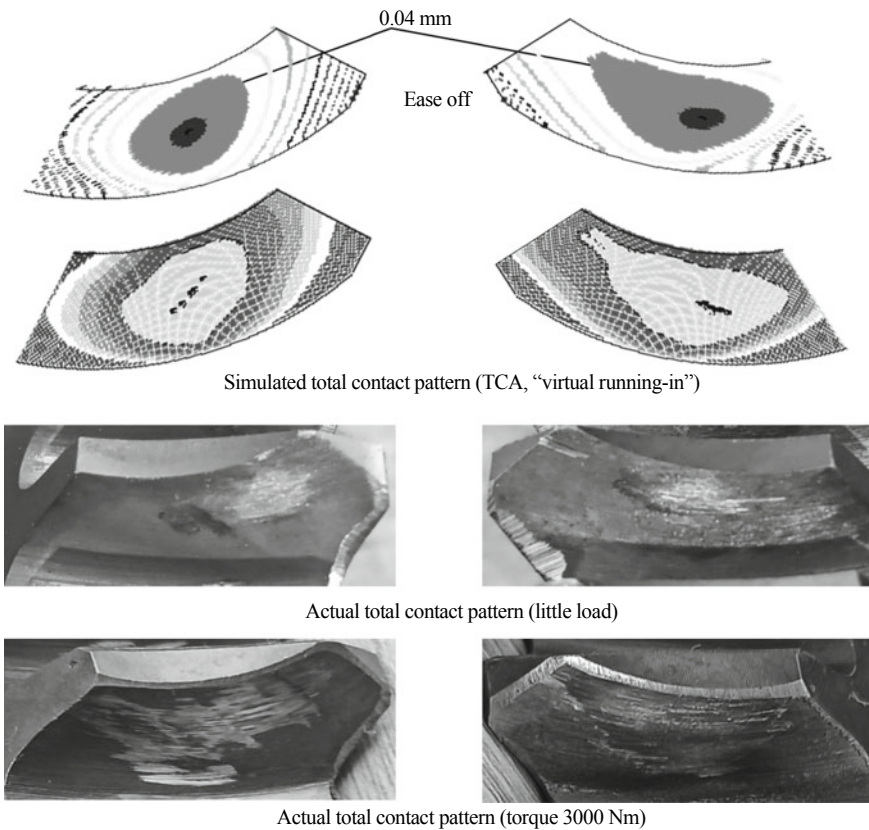 0.04 mm
Ease off
Simulated total contact pattern (TCA, “virtual running-in”)
Actual total contact pattern (little load)
Actual total contact pattern (torque 3000 Nm)